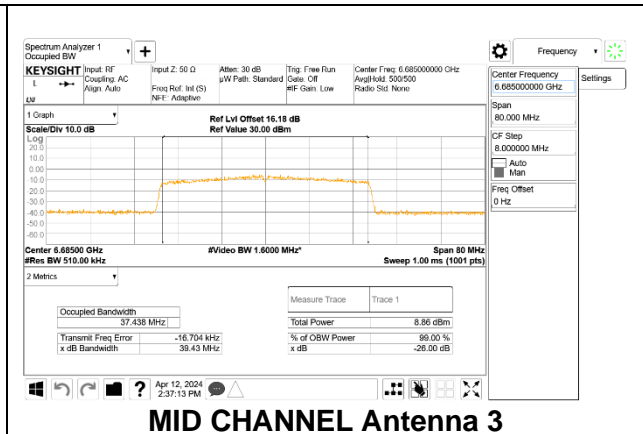 Spectrum Analyzer 1
Occupied BW
Frequency
KEYSIGHT
L
Input: RF
Coupling: AC
Align: Auto
Input Z: 50 Ω
Freq Ref: Int (S)
NFE: Adaptive
Atten: 30 dB
µW Path: Standard
Trig: Free Run
Gate: Off
#IF Gain: Low
Center Freq: 6.685000000 GHz
Avg|Hold: 500/500
Radio Std: None
Center Frequency
6.685000000 GHz
Settings
Span
80.000 MHz
CF Step
8.000000 MHz
Auto
Man
Freq Offset
0 Hz
1 Graph
Scale/Div 10.0 dB
Ref Lvl Offset 16.18 dB
Ref Value 30.00 dBm
Log
20.0
10.0
0.00
-10.0
-20.0
-30.0
-40.0
-50.0
-60.0
Center 6.68500 GHz
#Res BW 510.00 kHz
#Video BW 1.6000 MHz*
Span 80 MHz
Sweep 1.00 ms (1001 pts)
2 Metrics
Measure Trace Trace 1
Occupied Bandwidth
37.438 MHz
Total Power 8.86 dBm
Transmit Freq Error -16.704 kHz
% of OBW Power 99.00 %
x dB Bandwidth 39.43 MHz
x dB -26.00 dB
Apr 12, 2024
2:37:13 PM
MID CHANNEL Antenna 3